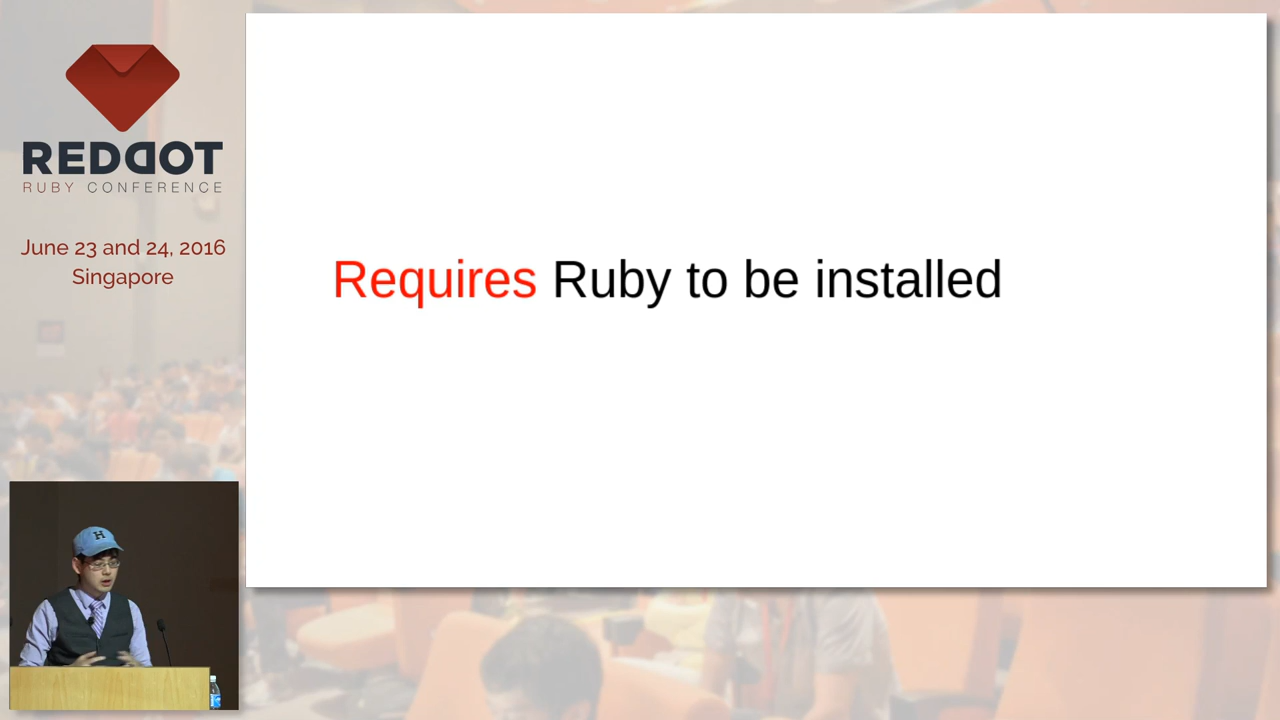 REDDOT
RUBY CONFERENCE
June 23 and 24, 2016
Singapore
Requires Ruby to be installed
H